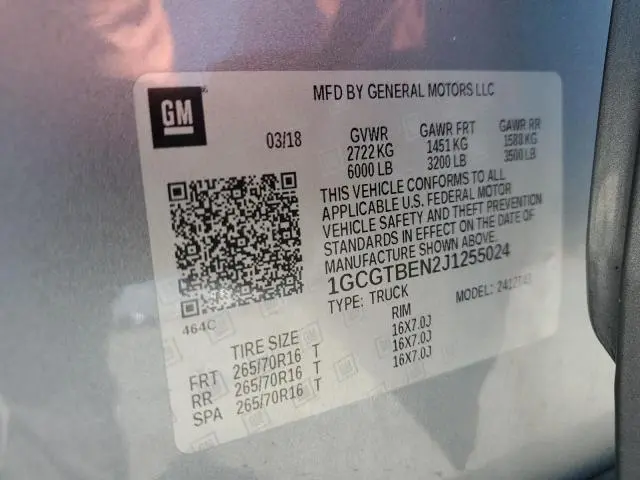 GM
MFD BY GENERAL MOTORS LLC
03/18
GVWR GAWR FRT GAWR RR
2722 KG 1451 KG 1588 KG
6000 LB 3200 LB 3500 LB
THIS VEHICLE CONFORMS TO ALL
APPLICABLE U.S. FEDERAL MOTOR
VEHICLE SAFETY AND THEFT PREVENTION
STANDARDS IN EFFECT ON THE DATE OF
MANUFACTURE SHOWN ABOVE.
1GCGTBEN2J1255024
TYPE: TRUCK MODEL:
464C
TIRE SIZE RIM
FRT 265/70R16 T 16X7.0J
RR 265/70R16 T 16X7.0J
SPA 265/70R16 T 16X7.0J